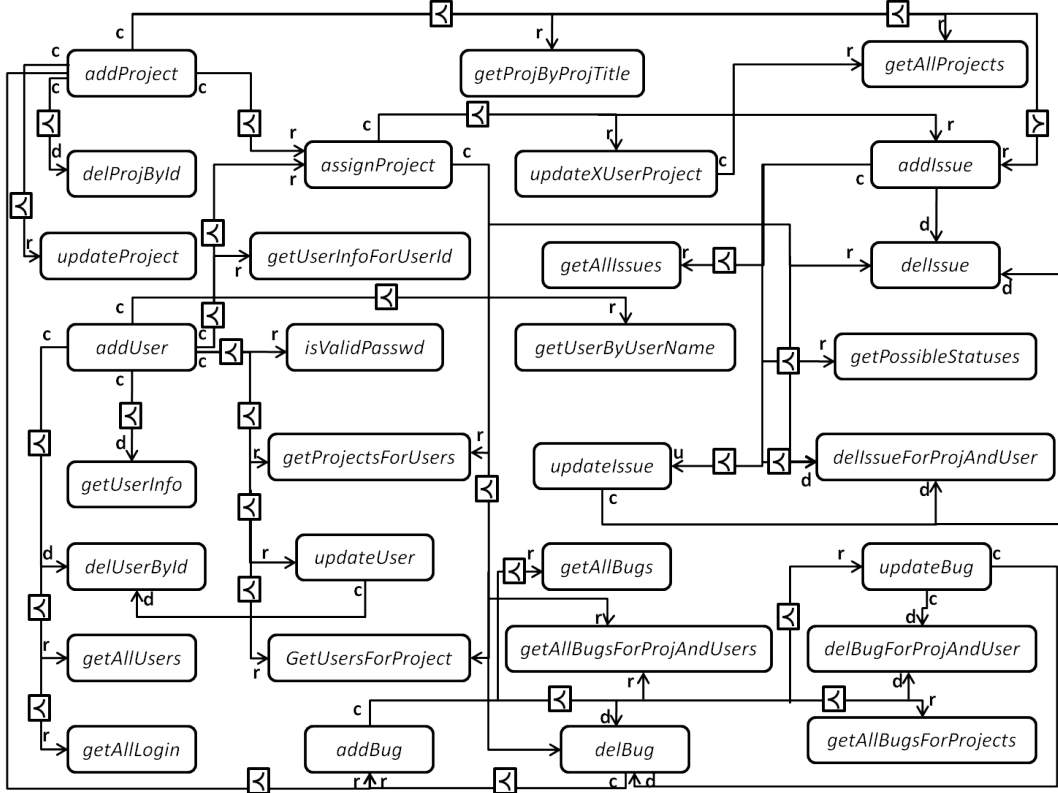 c
r
r
c
addProject
c
c
getProjByProjTitle
r
getAllProjects
d
delProjById
c
r
r
assignProject
c
r
updateXUserProject
c
r
r
addIssue
c
r
updateProject
r
getUserInfoForUserId
getAllIssues
r
d
r
delIssue
d
c
c
addUser
c
c
c
r
isValidPasswd
r
getUserByUserName
r
getPossibleStatuses
d
getUserInfo
r
getProjectsForUsers
r
updateIssue
u
c
d
delIssueForProjAndUser
d
d
delUserById
d
r
updateUser
c
r
getAllBugs
r
updateBug
c
c
r
getAllUsers
r
GetUsersForProject
r
getAllBugsForProjAndUsers
r
d
delBugForProjAndUser
d
r
getAllLogin
c
addBug
r
r
d
delBug
c
d
r
getAllBugsForProjects